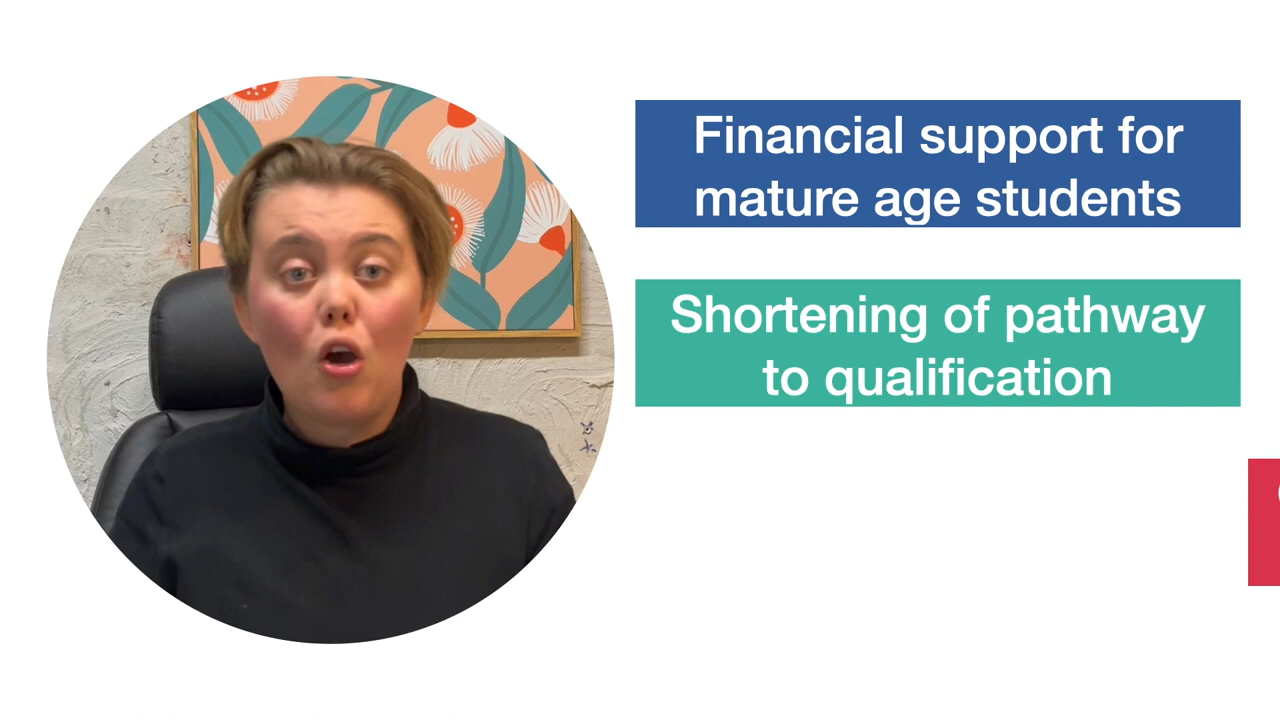 Financial support for
mature age students
Shortening of pathway
to qualification